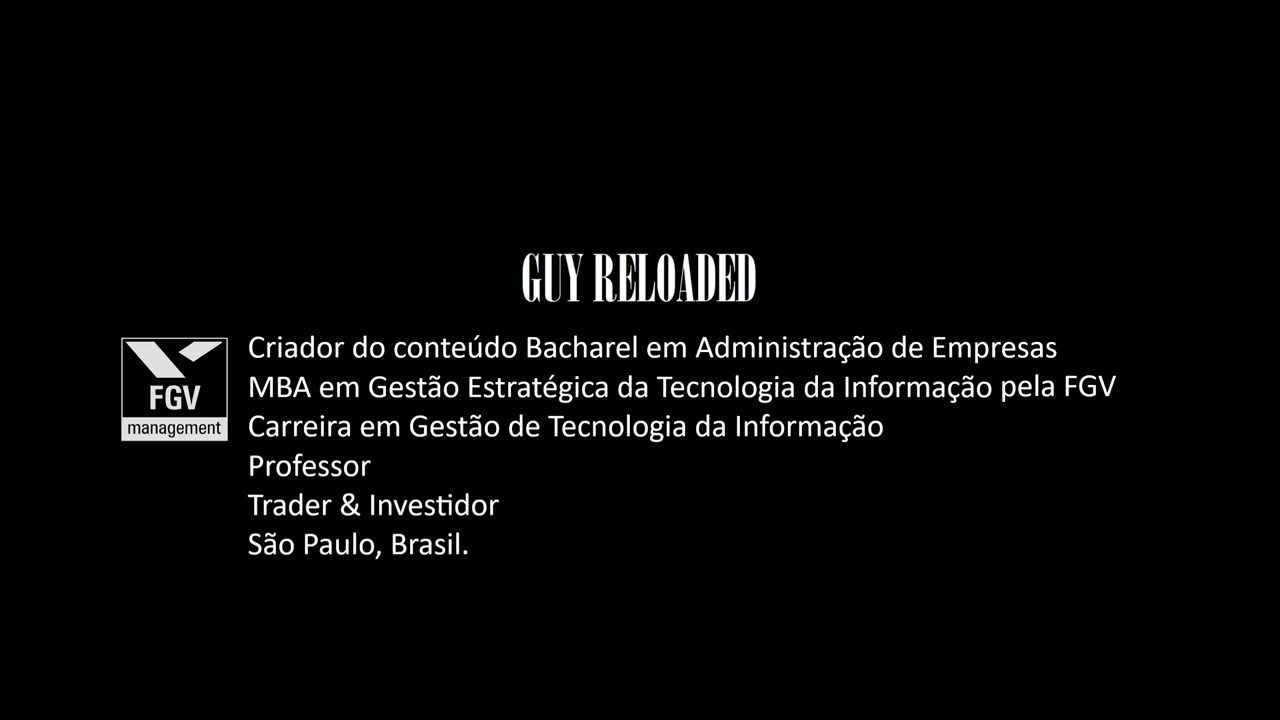 GUY RELOADED
FGV
management
Criador do conteúdo Bacharel em Administração de Empresas
MBA em Gestão Estratégica da Tecnologia da Informação pela FGV
Carreira em Gestão de Tecnologia da Informação
Professor
Trader & Investidor
São Paulo, Brasil.